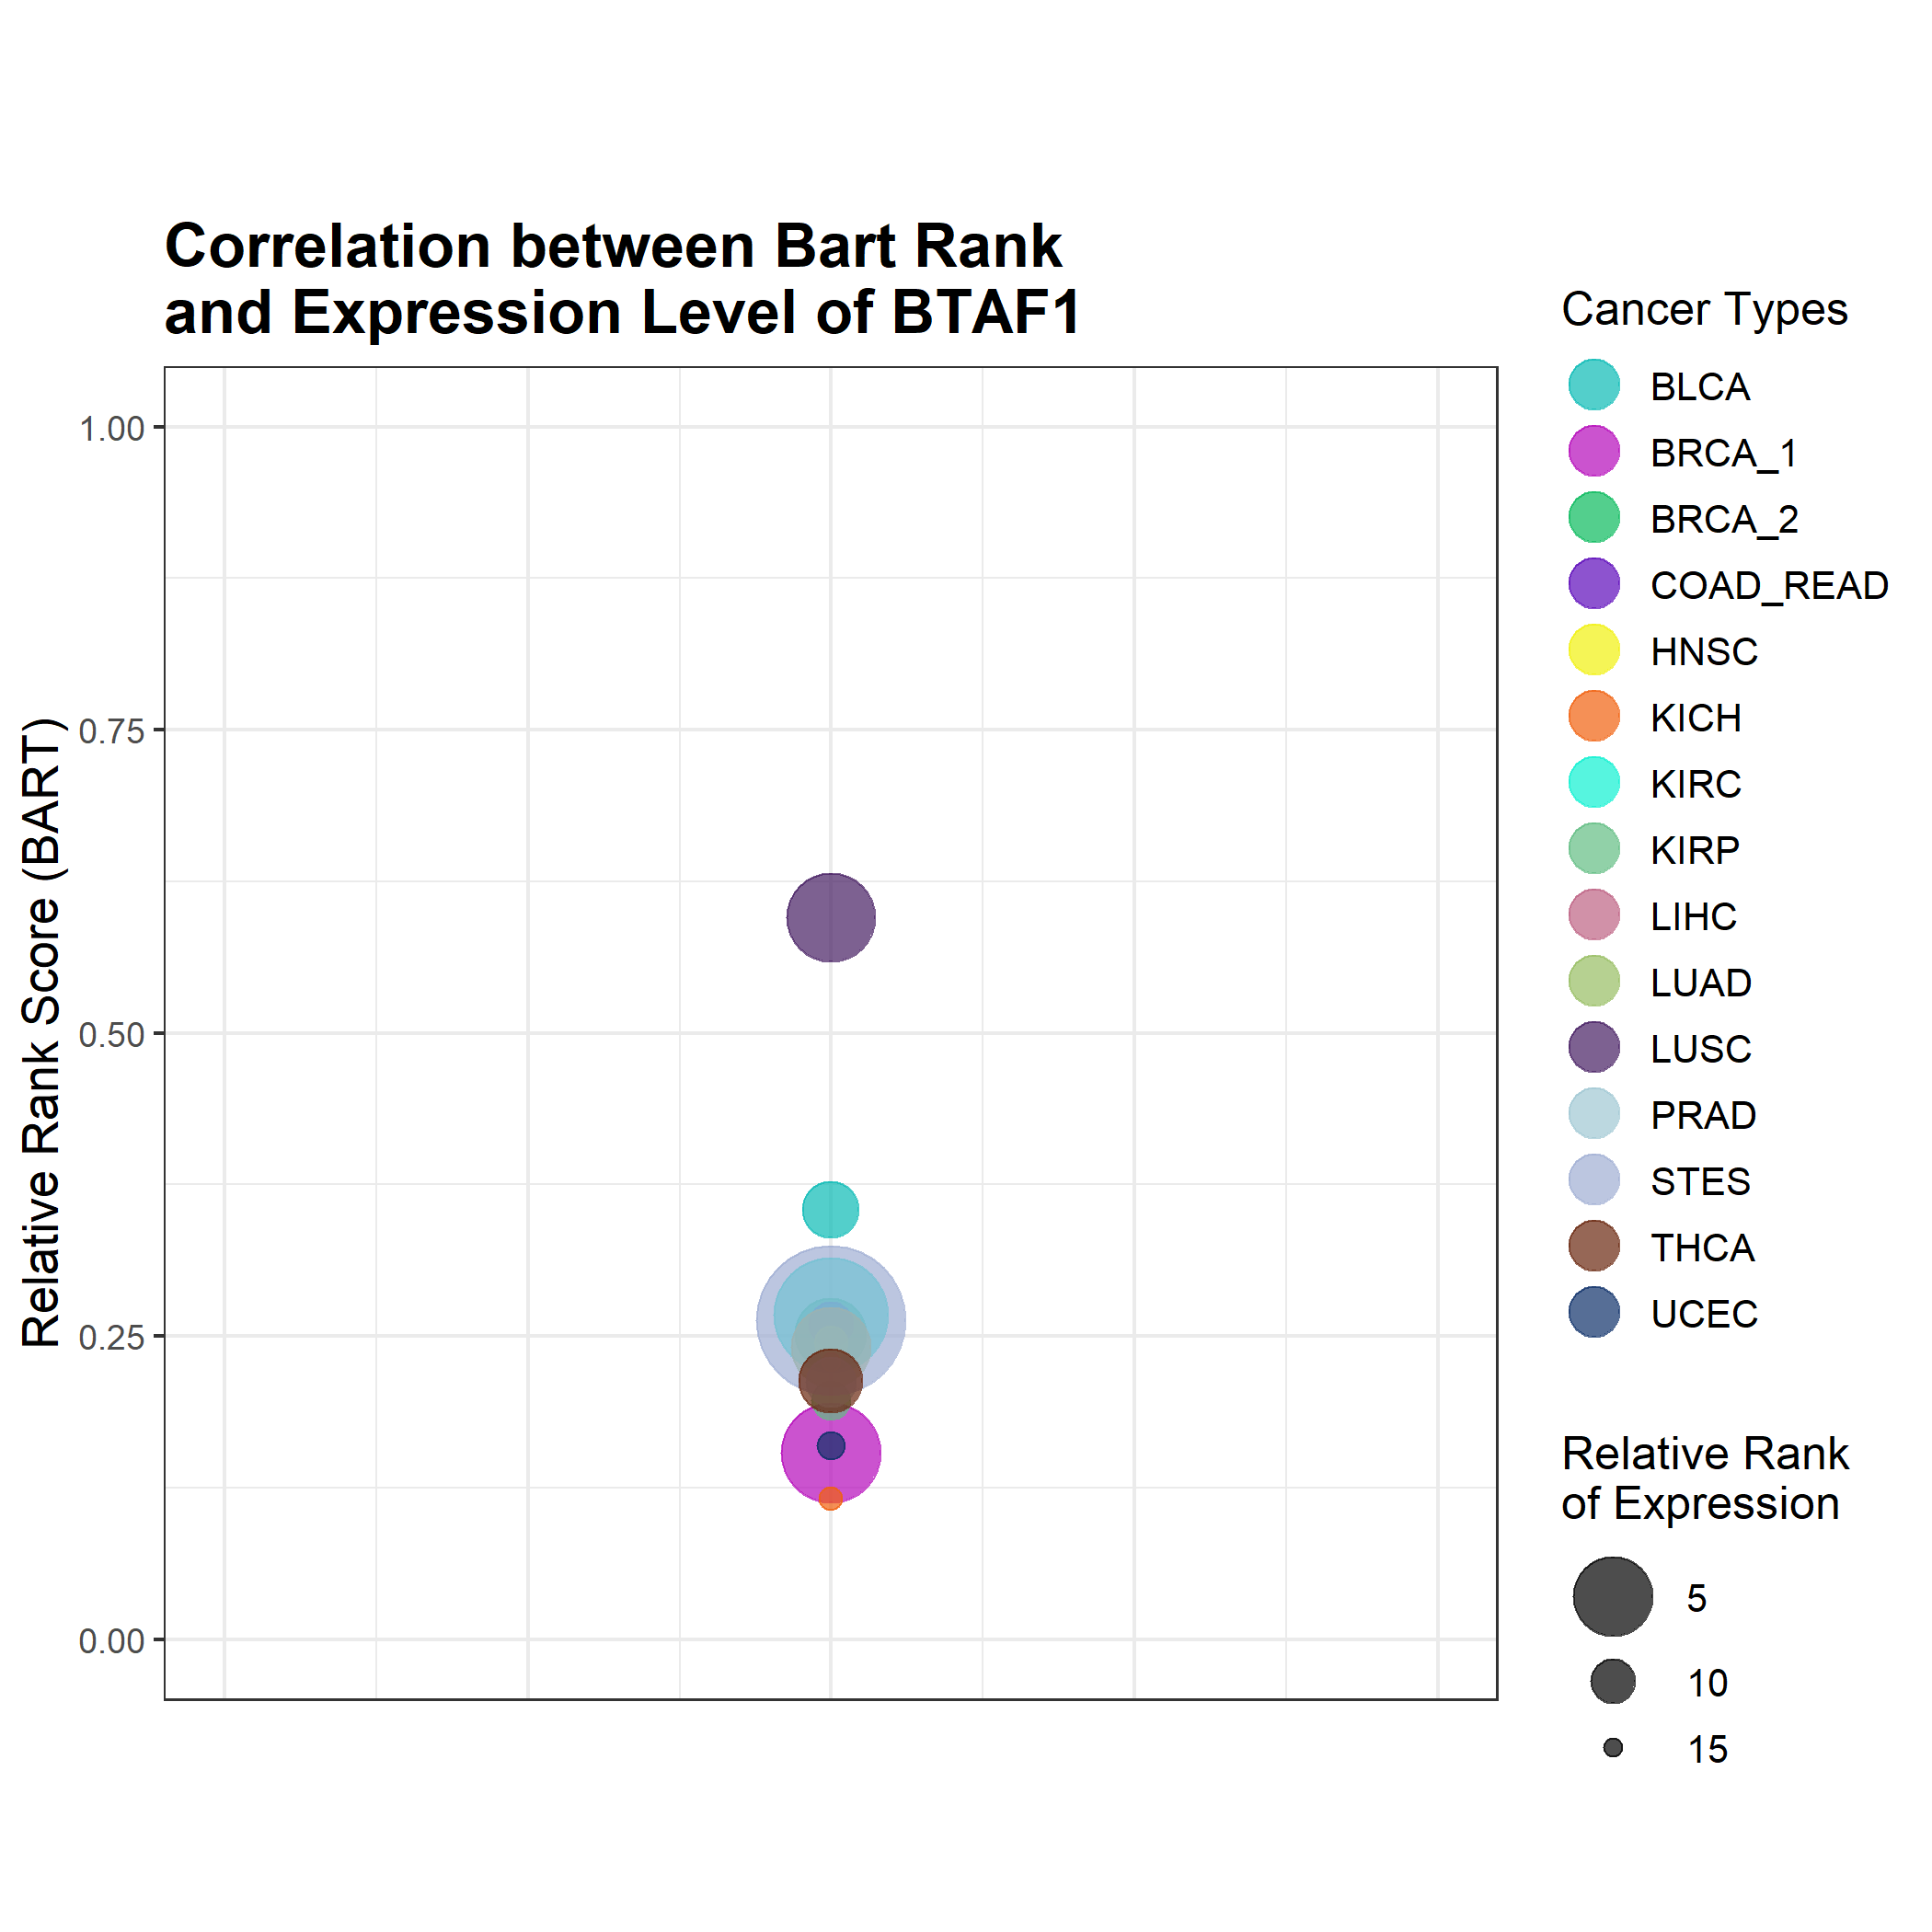 Correlation between Bart Rank
and Expression Level of BTAF1
Relative Rank Score (BART)
1.00
0.75
0.50
0.25
0.00
Cancer Types
BLCA
BRCA_1
BRCA_2
COAD_READ
HNSC
KICH
KIRC
KIRP
LIHC
LUAD
LUSC
PRAD
STES
THCA
UCEC
Relative Rank
of Expression
5
10
15